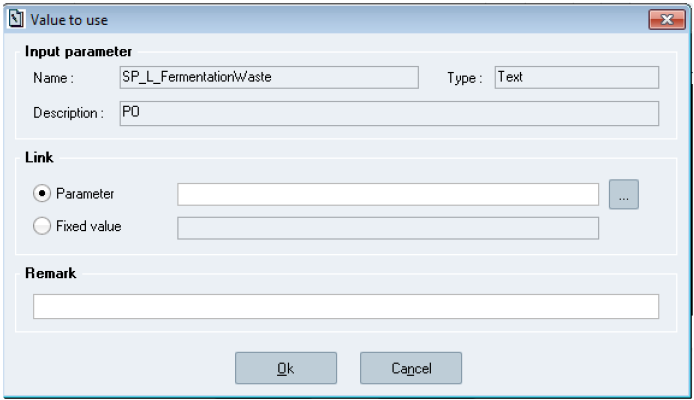 Value to use
Input parameter
Name : SP_L_FermentationWaste Type : Text
Description : PO
Link
Parameter ...
Fixed value
Remark
Ok Cancel